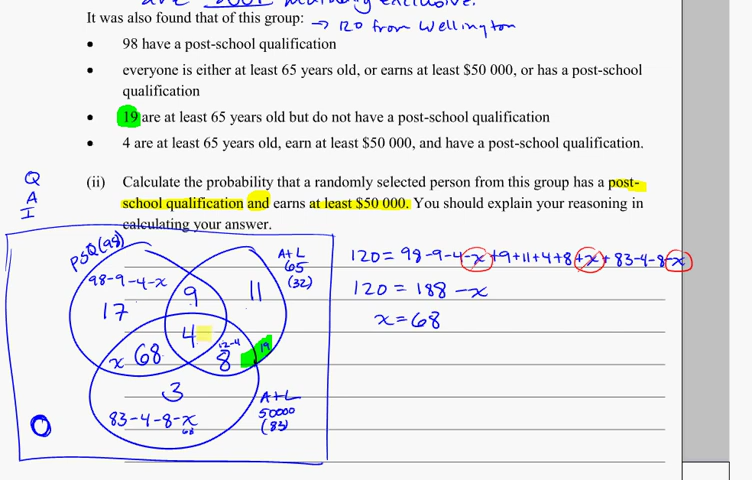 are not mutually exclusive.
It was also found that of this group: → 120 from Wellington
• 98 have a post-school qualification
• everyone is either at least 65 years old, or earns at least $50 000, or has a post-school
qualification
• 19 are at least 65 years old but do not have a post-school qualification
• 4 are at least 65 years old, earn at least $50 000, and have a post-school qualification.
Q
A
I
(ii) Calculate the probability that a randomly selected person from this group has a post-
school qualification and earns at least $50 000. You should explain your reasoning in
calculating your answer.
PSQ(98)
A+L
65
(32)
98-9-4-x
17
9
11
4
x 68
12-4
8
19
3
83-4-8-x
68
A+L
50000
(83)
0
120=98-9-4-x+9+11+4+8+x+83-4-8-x
120=188-x
x=68